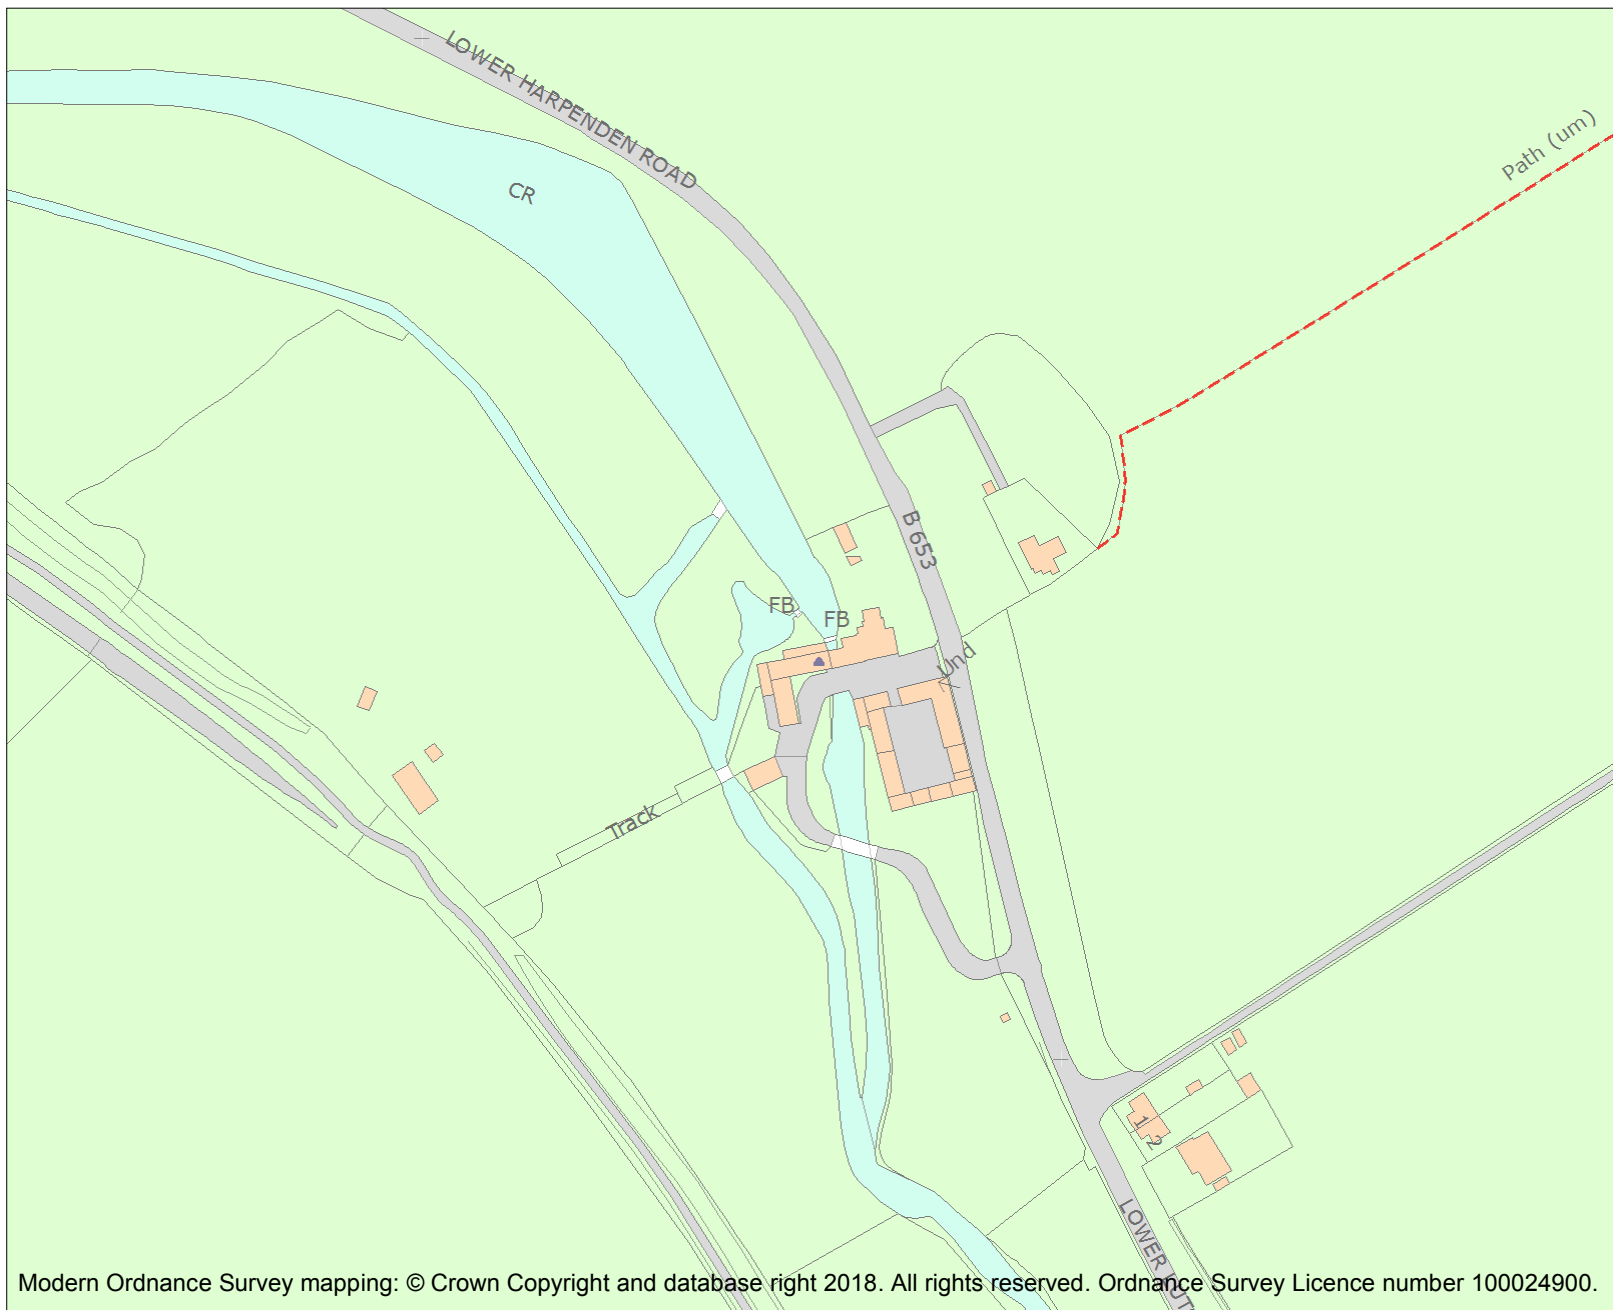 LOWER HARPENDEN ROAD
Path (um)
CR
B 653
FB
FB
Und
Track
1
2
LOWER LUT
Modern Ordnance Survey mapping: © Crown Copyright and database right 2018. All rights reserved. Ordnance Survey Licence number 100024900.